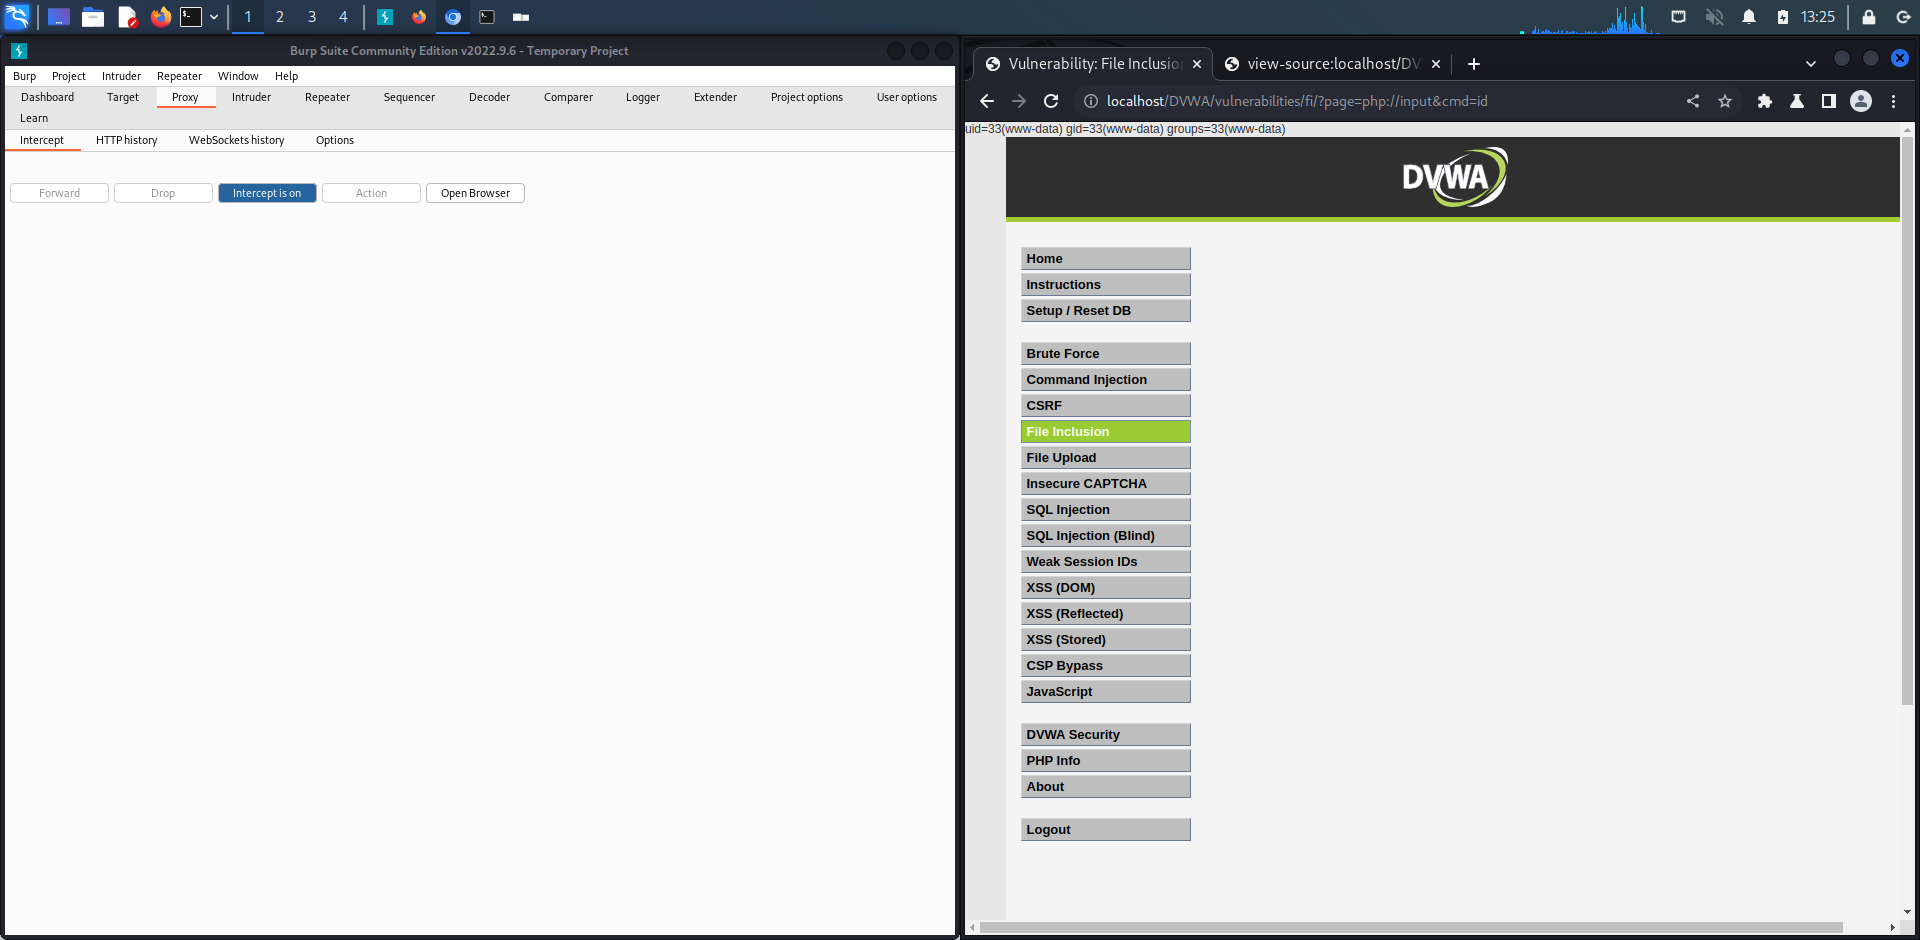 1 2 3 4
13:25
Burp Suite Community Edition v2022.9.6 - Temporary Project
Burp Project Intruder Repeater Window Help
Dashboard Target Proxy Intruder Repeater Sequencer Decoder Comparer Logger Extender Project options User options
Learn
Intercept HTTP history WebSockets history Options
Forward Drop Intercept is on Action Open Browser
Vulnerability: File Inclusio view-source:localhost/DV
localhost/DVWA/vulnerabilities/fi/?page=php://input&cmd=id
uid=33(www-data) gid=33(www-data) groups=33(www-data)
DVWA
Home
Instructions
Setup / Reset DB
Brute Force
Command Injection
CSRF
File Inclusion
File Upload
Insecure CAPTCHA
SQL Injection
SQL Injection (Blind)
Weak Session IDs
XSS (DOM)
XSS (Reflected)
XSS (Stored)
CSP Bypass
JavaScript
DVWA Security
PHP Info
About
Logout